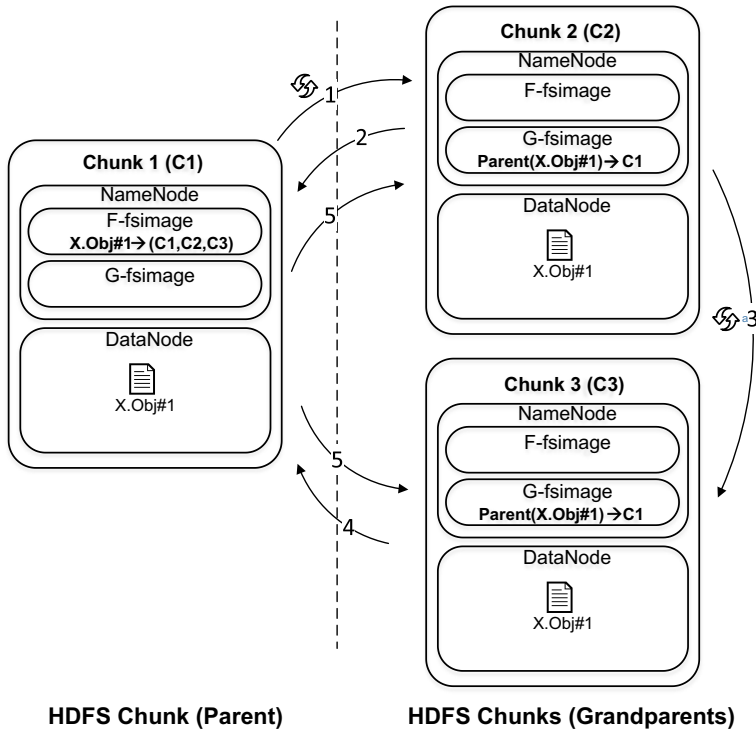 Chunk 1 (C1)
NameNode
F-fsimage
X.Obj#1→(C1,C2,C3)
G-fsimage
DataNode
X.Obj#1
1
2
5
5
4
Chunk 2 (C2)
NameNode
F-fsimage
G-fsimage
Parent(X.Obj#1)→C1
DataNode
X.Obj#1
a3
Chunk 3 (C3)
NameNode
F-fsimage
G-fsimage
Parent(X.Obj#1)→C1
DataNode
X.Obj#1
HDFS Chunk (Parent)
HDFS Chunks (Grandparents)